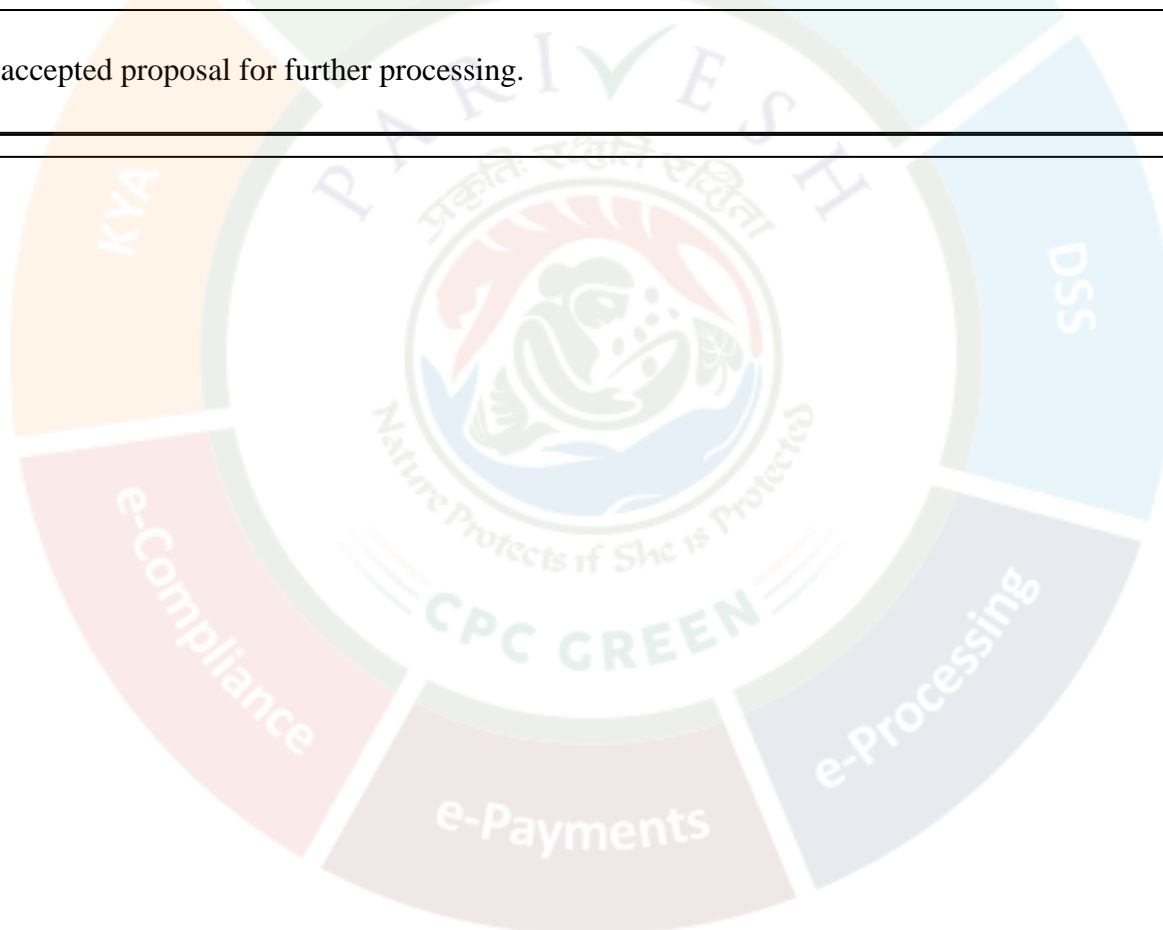 accepted proposal for further processing.
PARIVESH
प्रकृतिः रक्षति रक्षिता
KYA
DSS
Nature Protects if She is Protected
CPC GREEN
e-Compliance
e-Processing
e-Payments